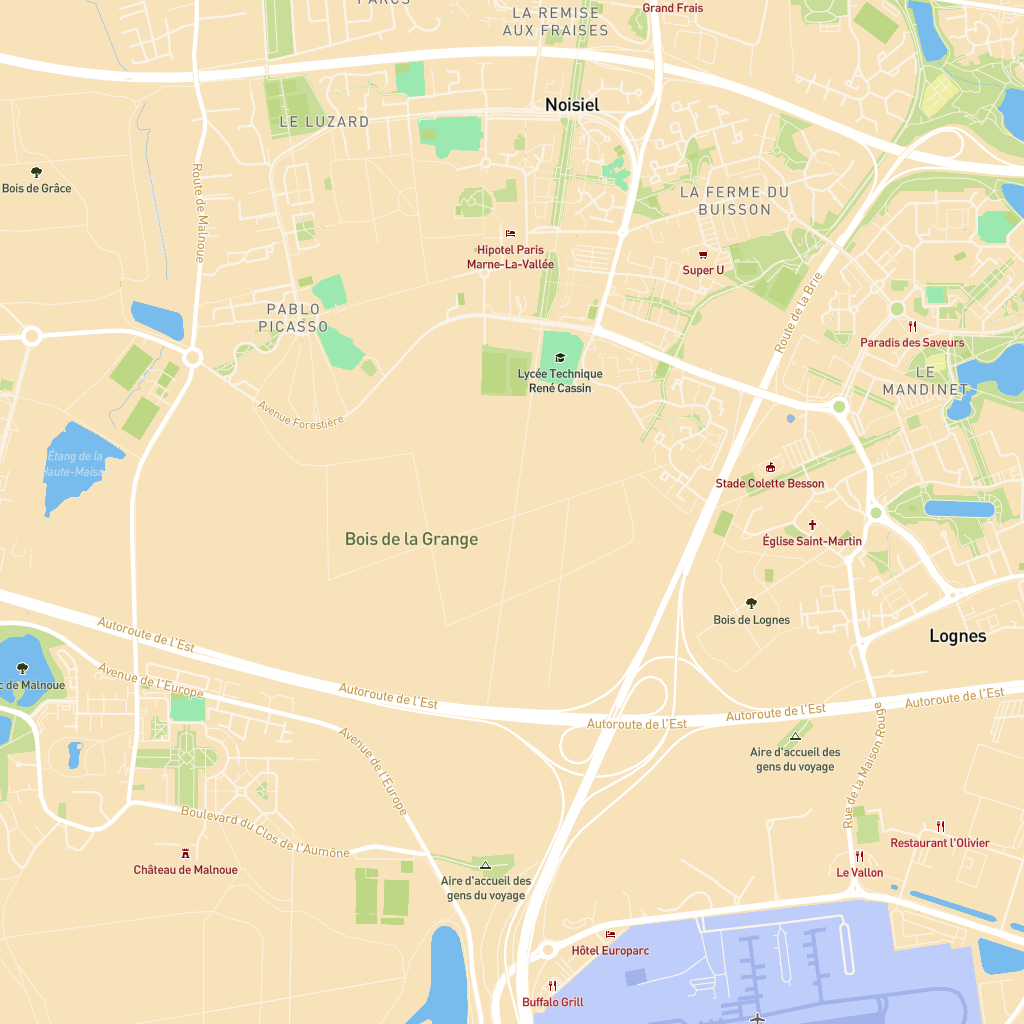 Grand Frais
LA REMISE
AUX FRAISES
Noisiel
LE LUZARD
Bois de Grâce
Route de Malnoue
LA FERME DU
BUISSON
Hipotel Paris
Marne-La-Vallée
Super U
PABLO
PICASSO
Route de la Brie
Paradis des Saveurs
Lycée Technique
René Cassin
LE
MANDINET
Avenue Forestière
Étang de la
Stade Colette Besson
Bois de la Grange
Église Saint-Martin
Bois de Lognes
Lognes
Autoroute de l'Est
Avenue de l'Europe
de Malnoue
Autoroute de l'Est
Autoroute de l'Est
Autoroute de l'Est
Autoroute de l'Est
Avenue de l'Europe
Aire d'accueil des
gens du voyage
Rue de la Maison Rouge
Boulevard du Clos de l'Aumône
Château de Malnoue
Restaurant l'Olivier
Le Vallon
Aire d'accueil des
gens du voyage
Hôtel Europarc
Buffalo Grill